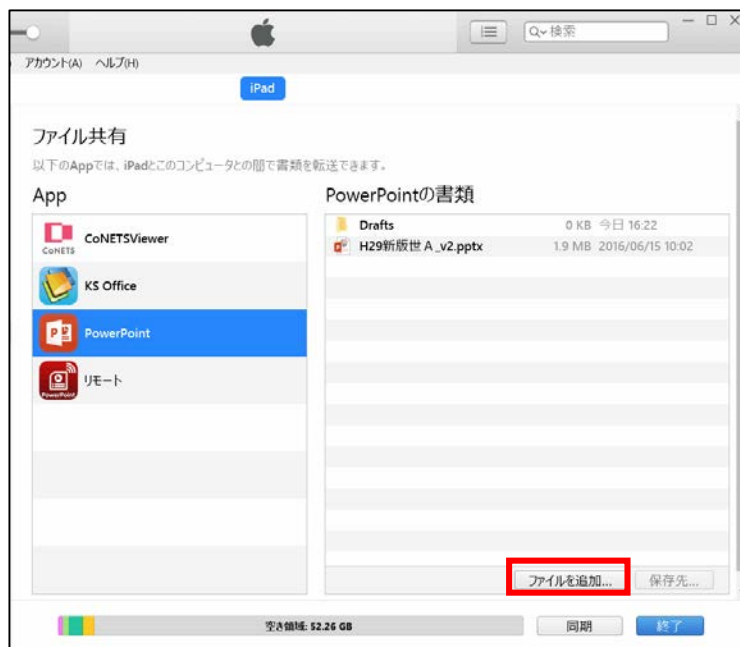 検索
アカウント(A) ヘルプ(H)
iPad
ファイル共有
以下のAppでは、iPadとこのコンピュータとの間で書類を転送できます。
App
CoNETS
CoNETSViewer
KS Office
PowerPoint
PowerPoint
リモート
PowerPointの書類
Drafts 0 KB 今日 16:22
H29新版世A_v2.pptx 1.9 MB 2016/06/15 10:02
ファイルを追加... 保存先...
空き領域: 52.26 GB 同期 終了